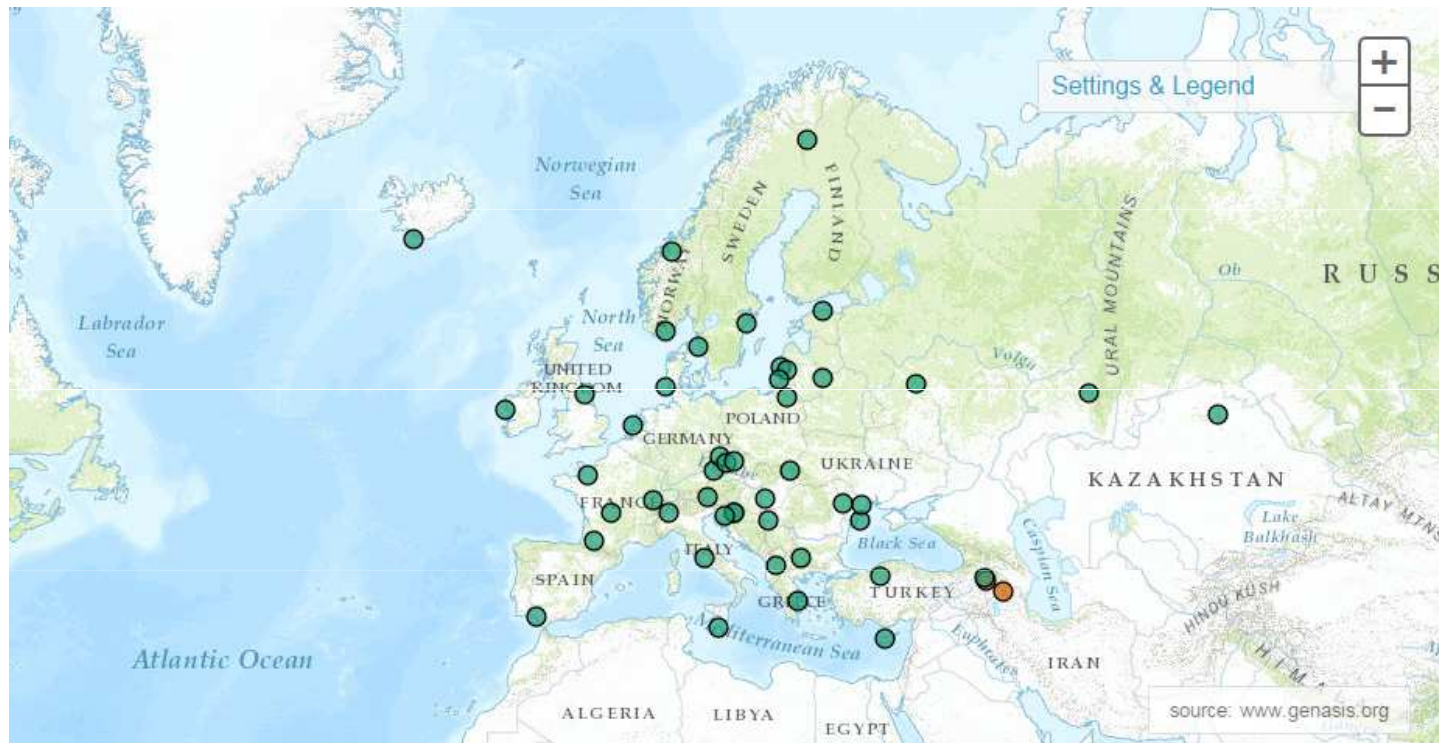 +
Settings & Legend
−
Norwegian
Sea
FINLAND
SWEDEN
URAL MOUNTAINS
Ob
RUSS
NORWAY
Labrador
Sea
North
Sea
Volga
UNITED
KINGDOM
POLAND
GERMANY
UKRAINE
KAZAKHSTAN
ALTAY MTNS
FRANC
Lake
Balkhash
Caspian Sea
Black Sea
ITALY
SPAIN
TURKEY
HINDU KUSH
GREECE
Mediterranean Sea
Euphrates
Atlantic Ocean
IRAN
HIMA
ALGERIA
LIBYA
EGYPT
source: www.genasis.org